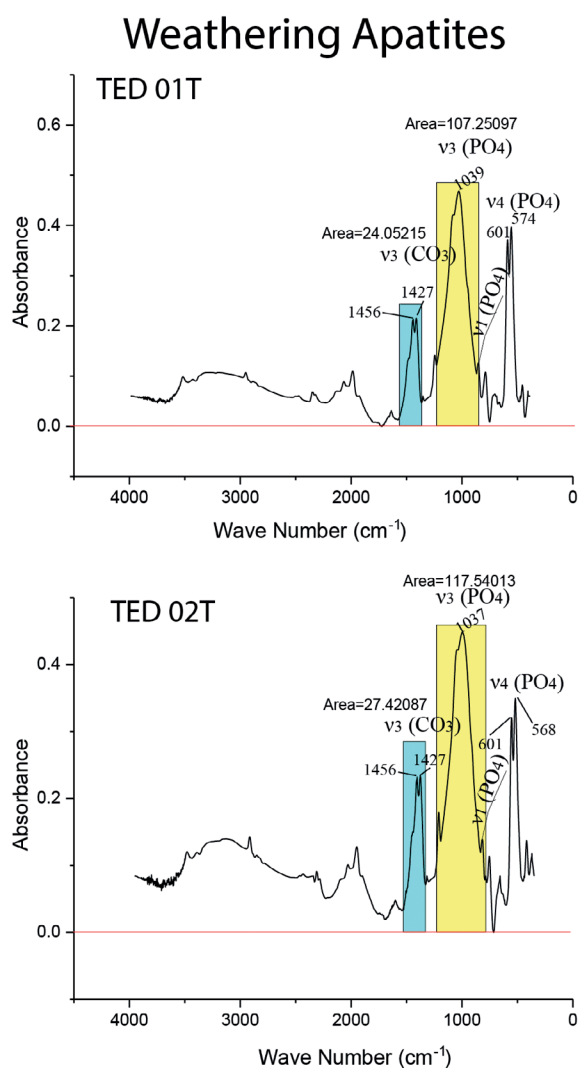 Weathering Apatites
TED 01T
Area=107.25097
ν3 (PO4)
1039
ν4 (PO4)
574
601
Area=24.05215
ν3 (CO3)
1427
1456
ν1 (PO4)
0.6
0.4
0.2
0.0
Absorbance
4000 3000 2000 1000 0
Wave Number (cm⁻¹)
TED 02T
Area=117.54013
ν3 (PO4)
1037
ν4 (PO4)
601
568
Area=27.42087
ν3 (CO3)
1456
1427
ν1 (PO4)
0.4
0.2
0.0
Absorbance
4000 3000 2000 1000 0
Wave Number (cm⁻¹)